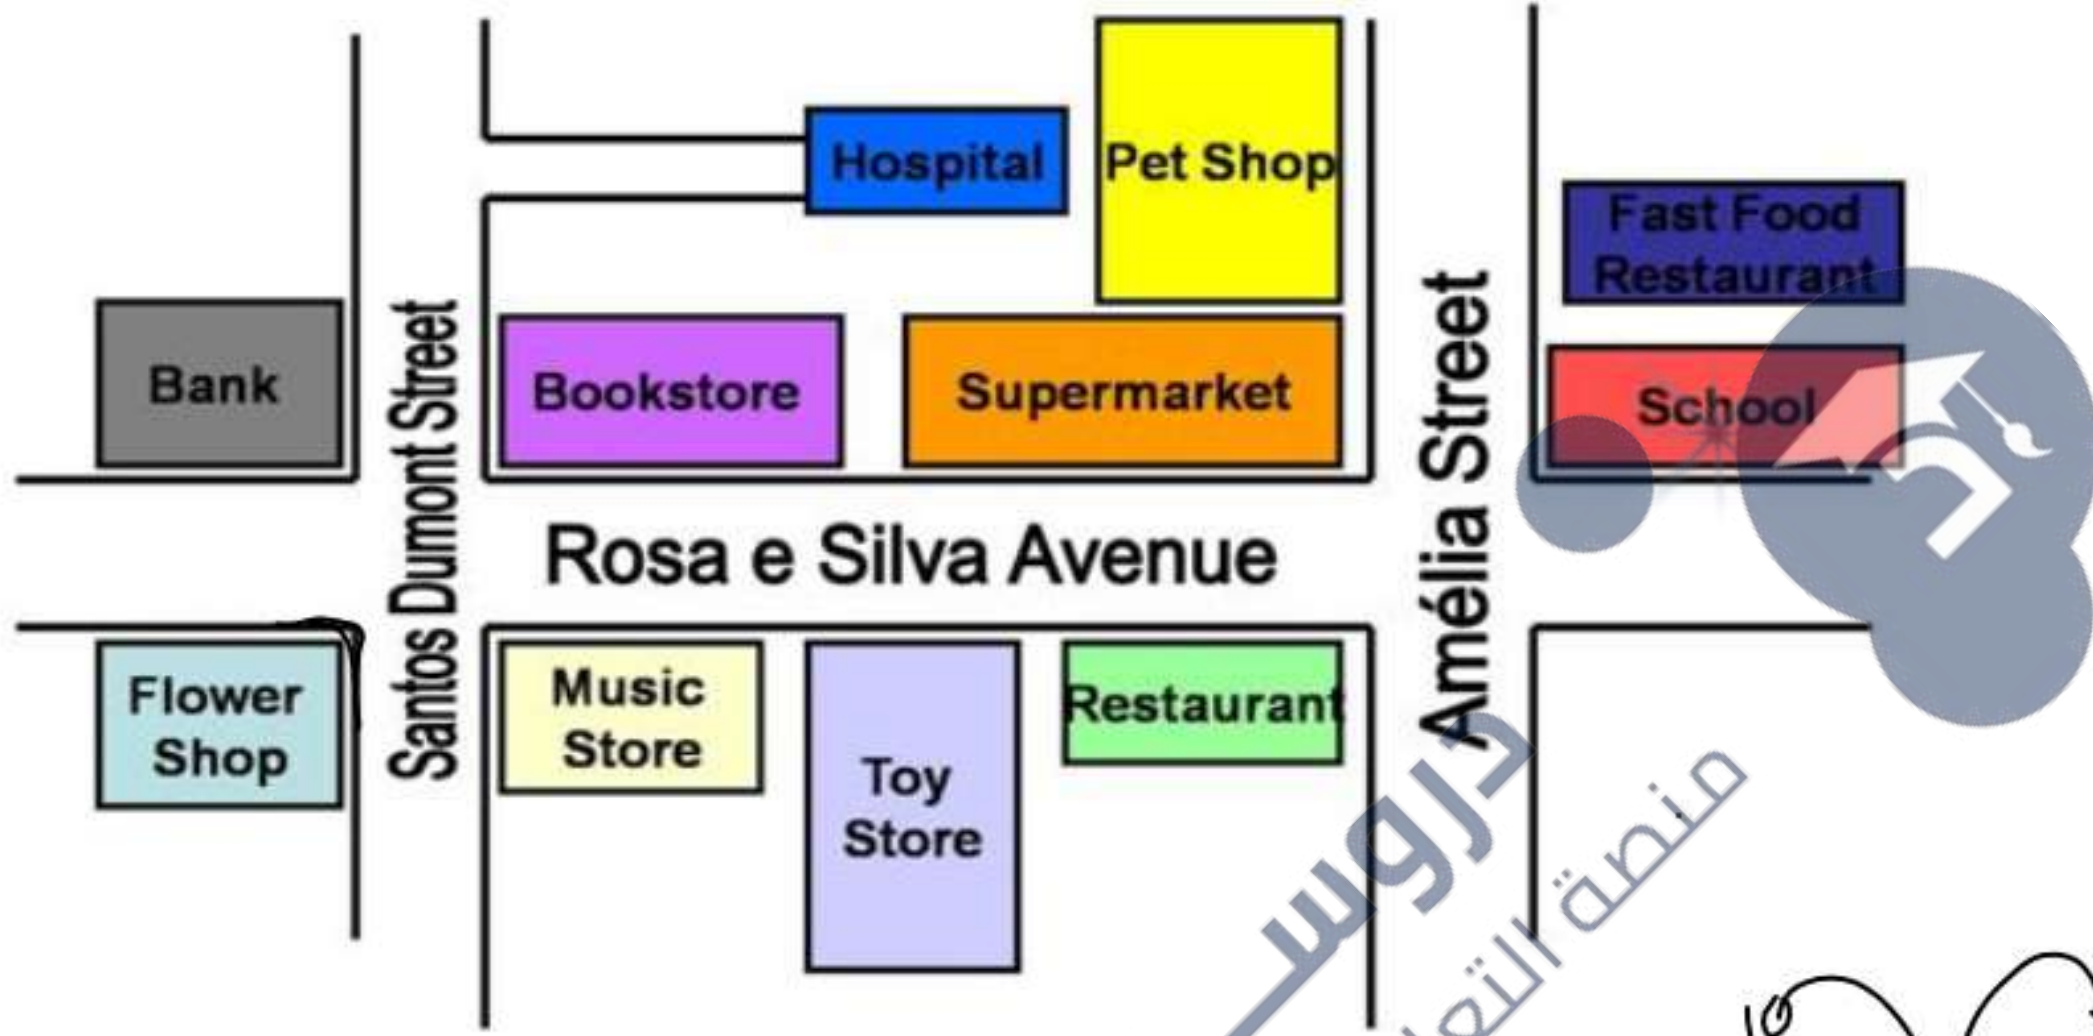 Hospital
Pet Shop
Fast Food
Restaurant
Bank
Santos Dumont Street
Bookstore
Supermarket
Amélia Street
School
Rosa e Silva Avenue
Flower
Shop
Music
Store
Toy
Store
Restaurant
دروس
منصة